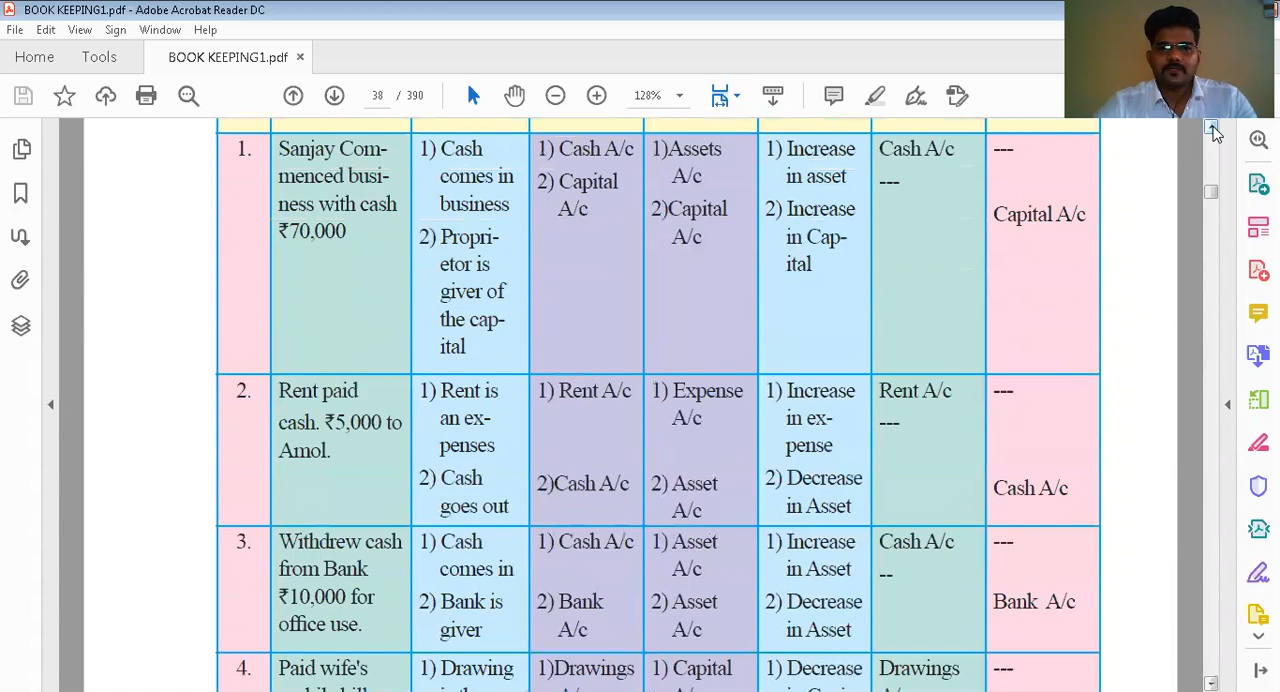 BOOK KEEPING1.pdf - Adobe Acrobat Reader DC
File Edit View Sign Window Help
Home Tools BOOK KEEPING1.pdf ×
38 / 390 128%
1.
Sanjay Com-
menced busi-
ness with cash
₹70,000
1) Cash
comes in
business
2) Propri-
etor is
giver of
the cap-
ital
1) Cash A/c
2) Capital
A/c
1)Assets
A/c
2)Capital
A/c
1) Increase
in asset
2) Increase
in Cap-
ital
Cash A/c
---
---
Capital A/c
2.
Rent paid
cash. ₹5,000 to
Amol.
1) Rent is
an ex-
penses
2) Cash
goes out
1) Rent A/c
2)Cash A/c
1) Expense
A/c
2) Asset
A/c
1) Increase
in ex-
pense
2) Decrease
in Asset
Rent A/c
---
---
Cash A/c
3.
Withdrew cash
from Bank
₹10,000 for
office use.
1) Cash
comes in
2) Bank is
giver
1) Cash A/c
2) Bank
A/c
1) Asset
A/c
2) Asset
A/c
1) Increase
in Asset
2) Decrease
in Asset
Cash A/c
--
---
Bank A/c
4.
Paid wife's
1) Drawing
1)Drawings
1) Capital
1) Decrease
Drawings
---